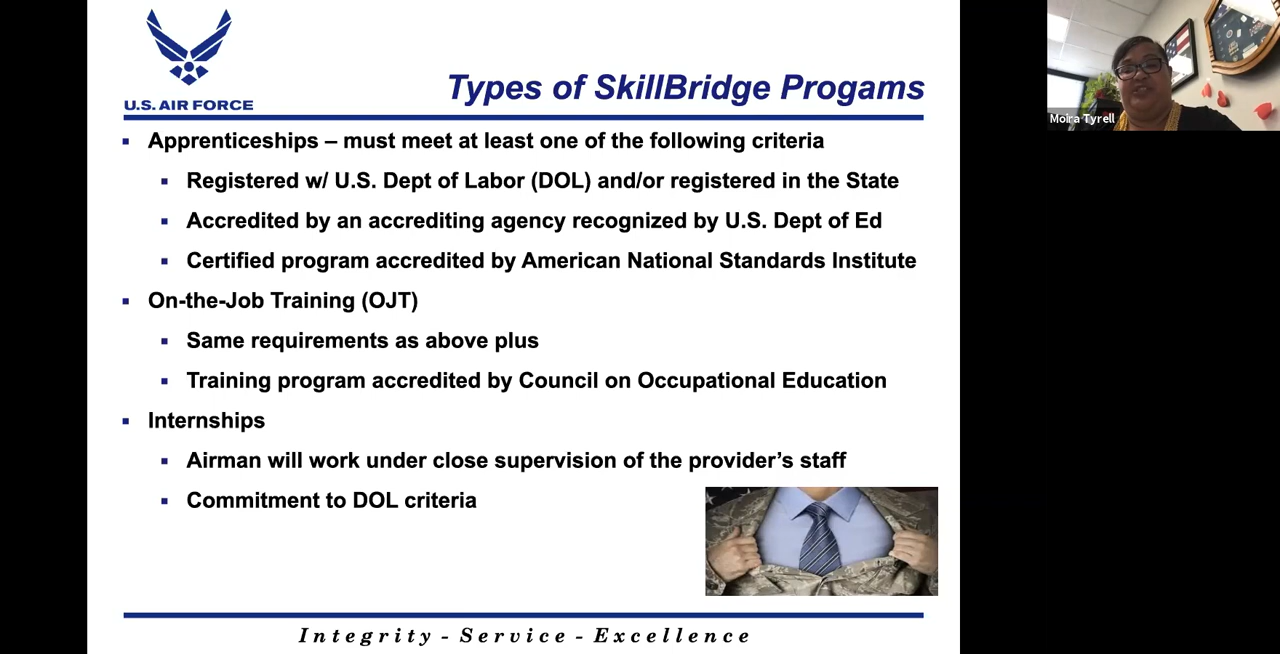 U.S. AIR FORCE
Types of SkillBridge Progams
Apprenticeships – must meet at least one of the following criteria
Registered w/ U.S. Dept of Labor (DOL) and/or registered in the State
Accredited by an accrediting agency recognized by U.S. Dept of Ed
Certified program accredited by American National Standards Institute
On-the-Job Training (OJT)
Same requirements as above plus
Training program accredited by Council on Occupational Education
Internships
Airman will work under close supervision of the provider’s staff
Commitment to DOL criteria
Integrity - Service - Excellence
Moira Tyrell